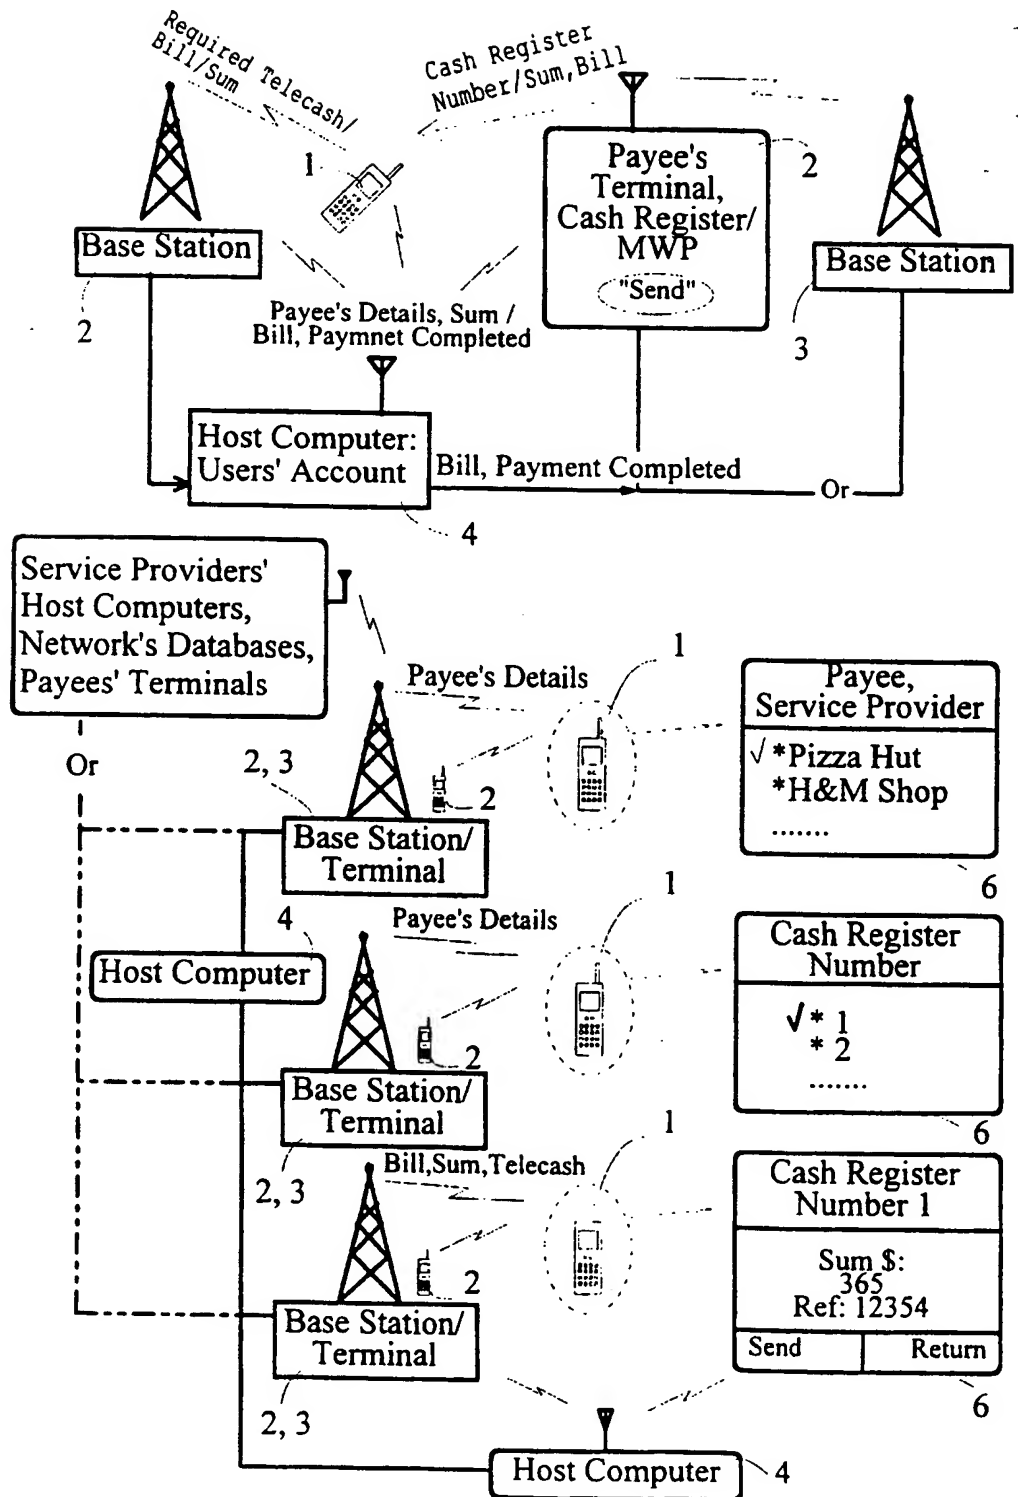 Required Telecash/
Bill/Sum
Cash Register
Number/Sum,Bill
1
Payee's
Terminal,
Cash Register/
MWP
"Send"
2
Base Station
2
Base Station
3
Payee's Details, Sum /
Bill, Paymnet Completed
Host Computer:
Users' Account
Bill, Payment Completed
Or
4
Service Providers'
Host Computers,
Network's Databases,
Payees' Terminals
Or
Payee's Details
1
2, 3
2
Base Station/
Terminal
Payee,
Service Provider
√ *Pizza Hut
*H&M Shop
.......
6
4
Host Computer
Payee's Details
1
2
Base Station/
Terminal
2, 3
Cash Register
Number
√ * 1
* 2
.......
6
Bill,Sum,Telecash
1
2
Base Station/
Terminal
2, 3
Cash Register
Number 1
Sum $:
365
Ref: 12354
Send
Return
6
Host Computer
4